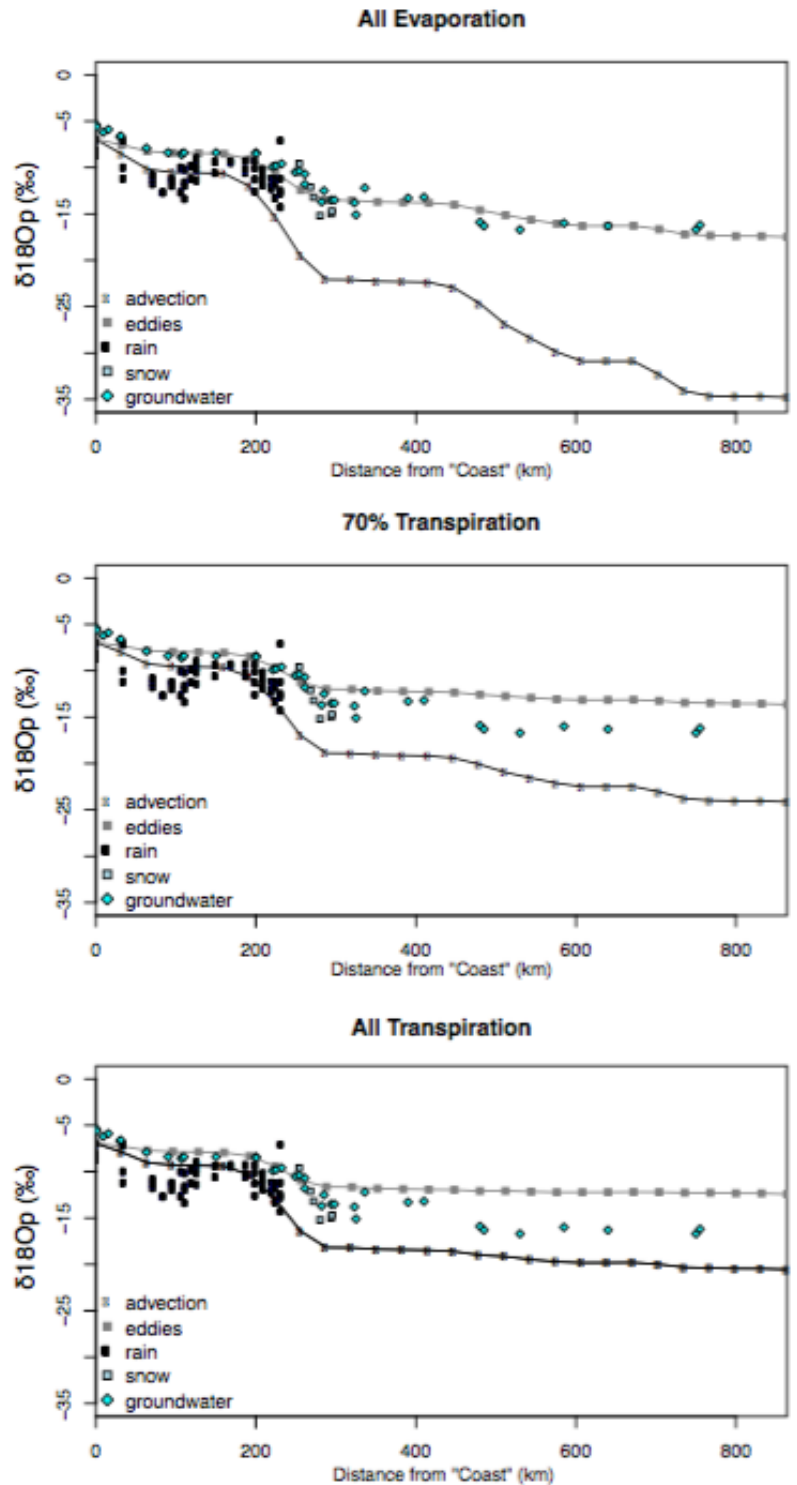 All Evaporation
δ18Op (‰)
0
−5
−15
−25
−35
advection
eddies
rain
snow
groundwater
0 200 400 600 800
Distance from "Coast" (km)
70% Transpiration
δ18Op (‰)
0
−5
−15
−25
−35
advection
eddies
rain
snow
groundwater
0 200 400 600 800
Distance from "Coast" (km)
All Transpiration
δ18Op (‰)
0
−5
−15
−25
−35
advection
eddies
rain
snow
groundwater
0 200 400 600 800
Distance from "Coast" (km)